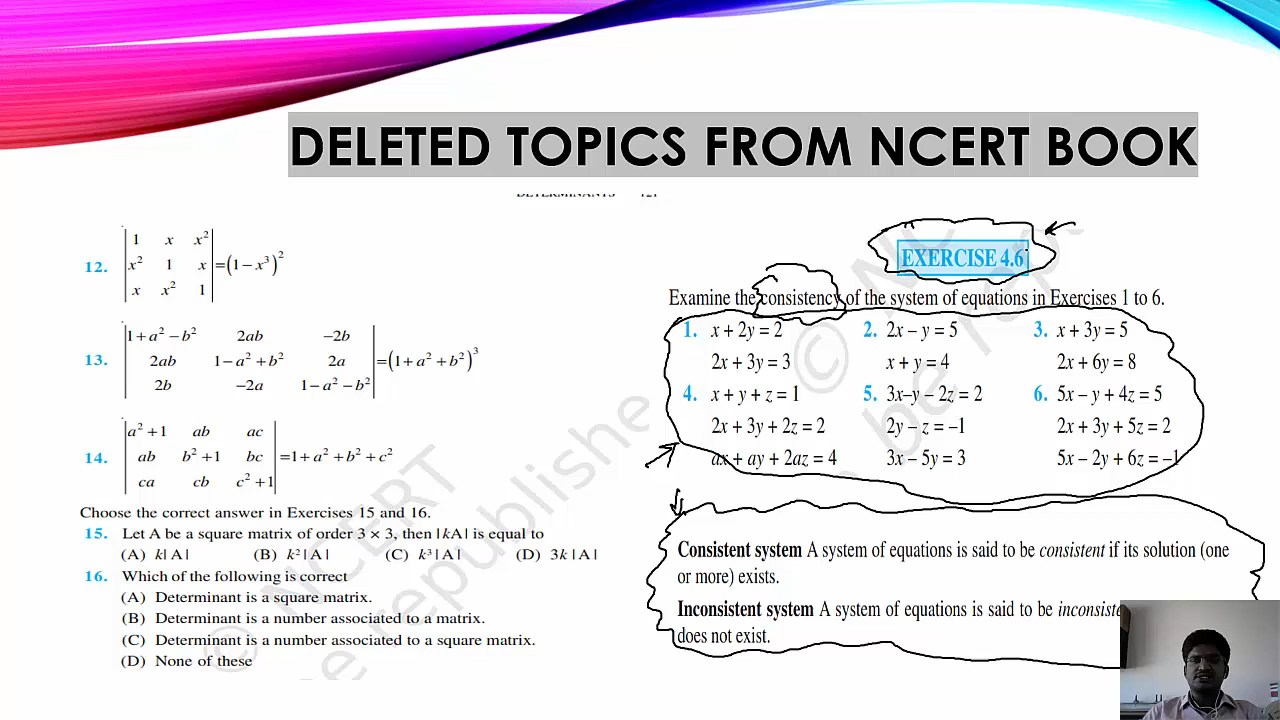 DELETED TOPICS FROM NCERT BOOK
12. |1 x x²|
|x² 1 x| = (1 − x³)²
|x x² 1|
13. |1 + a² − b² 2ab −2b|
|2ab 1 − a² + b² 2a| = (1 + a² + b²)³
|2b −2a 1 − a² − b²|
14. |a² + 1 ab ac|
|ab b² + 1 bc| = 1 + a² + b² + c²
|ca cb c² + 1|
Choose the correct answer in Exercises 15 and 16.
15. Let A be a square matrix of order 3 × 3, then | kA | is equal to
(A) k| A | (B) k² | A | (C) k³ | A | (D) 3k | A |
16. Which of the following is correct
(A) Determinant is a square matrix.
(B) Determinant is a number associated to a matrix.
(C) Determinant is a number associated to a square matrix.
(D) None of these
EXERCISE 4.6
Examine the consistency of the system of equations in Exercises 1 to 6.
1. x + 2y = 2 2. 2x – y = 5 3. x + 3y = 5
2x + 3y = 3 x + y = 4 2x + 6y = 8
4. x + y + z = 1 5. 3x–y – 2z = 2 6. 5x – y + 4z = 5
2x + 3y + 2z = 2 2y – z = –1 2x + 3y + 5z = 2
ax + ay + 2az = 4 3x – 5y = 3 5x – 2y + 6z = –1
Consistent system A system of equations is said to be consistent if its solution (one
or more) exists.
Inconsistent system A system of equations is said to be
does not exist.
© NCERT